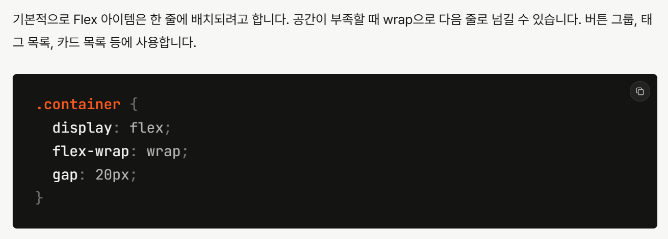 기본적으로 Flex 아이템은 한 줄에 배치되려고 합니다. 공간이 부족할 때 wrap으로 다음 줄로 넘길 수 있습니다. 버튼 그룹, 태
그 목록, 카드 목록 등에 사용합니다.
.container {
  display: flex;
  flex-wrap: wrap;
  gap: 20px;
}